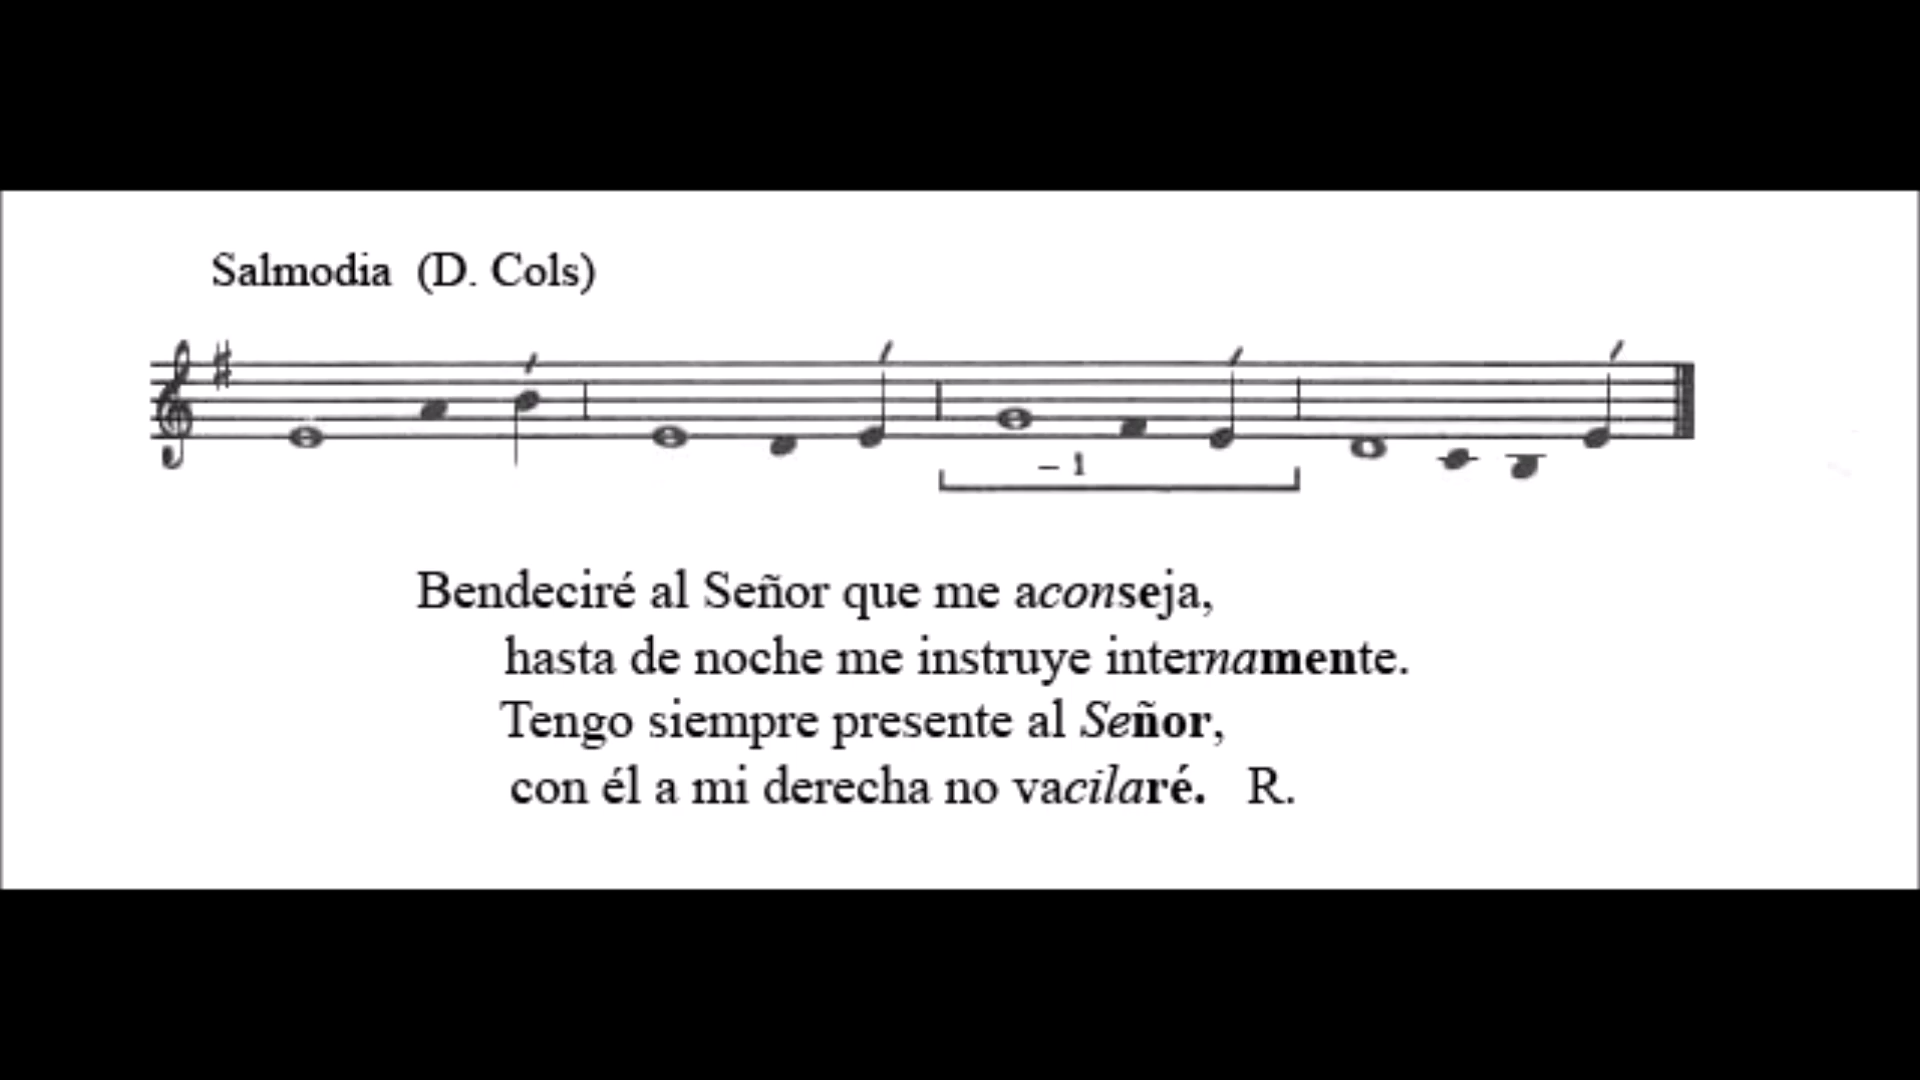 Salmodia (D. Cols)
– 1
Bendeciré al Señor que me aconseja,
hasta de noche me instruye internamente.
Tengo siempre presente al Señor,
con él a mi derecha no vacilaré. R.